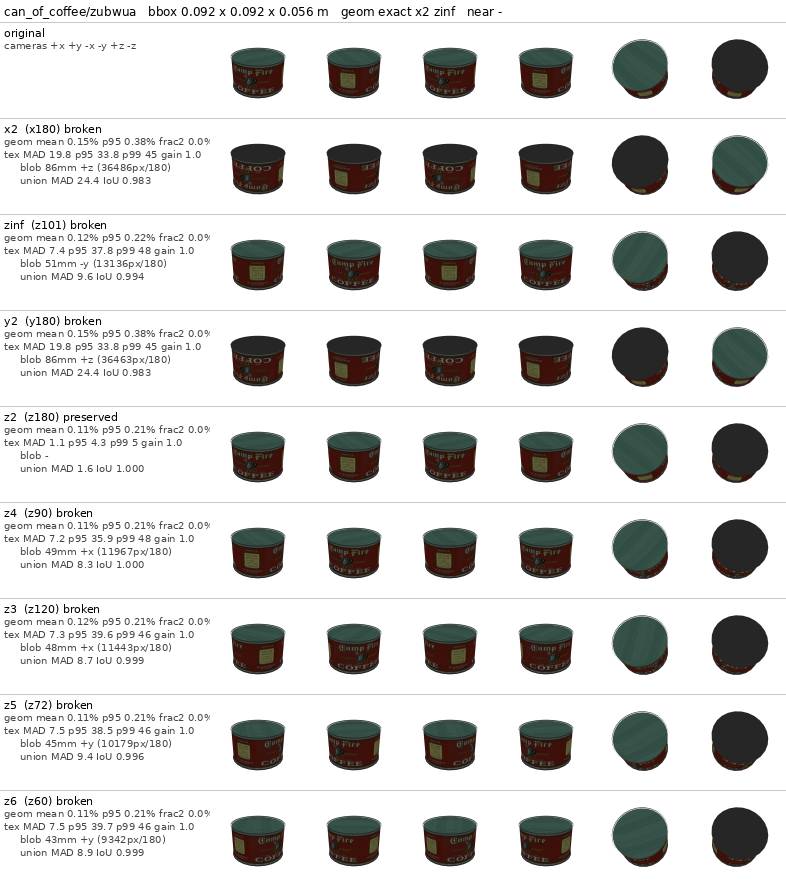 can_of_coffee/zubwua bbox 0.092 x 0.092 x 0.056 m geom exact x2 zinf near -
original
cameras +x +y -x -y +z -z
Camp Fire
COFFEE
x2 (x180) broken
geom mean 0.15% p95 0.38% frac2 0.0%
tex MAD 19.8 p95 33.8 p99 45 gain 1.0
blob 86mm +z (36486px/180)
union MAD 24.4 IoU 0.983
zinf (z101) broken
geom mean 0.12% p95 0.22% frac2 0.0%
tex MAD 7.4 p95 37.8 p99 48 gain 1.0
blob 51mm -y (13136px/180)
union MAD 9.6 IoU 0.994
y2 (y180) broken
geom mean 0.15% p95 0.38% frac2 0.0%
tex MAD 19.8 p95 33.8 p99 45 gain 1.0
blob 86mm +z (36463px/180)
union MAD 24.4 IoU 0.983
z2 (z180) preserved
geom mean 0.11% p95 0.21% frac2 0.0%
tex MAD 1.1 p95 4.3 p99 5 gain 1.0
blob -
union MAD 1.6 IoU 1.000
z4 (z90) broken
geom mean 0.11% p95 0.21% frac2 0.0%
tex MAD 7.2 p95 35.9 p99 48 gain 1.0
blob 49mm +x (11967px/180)
union MAD 8.3 IoU 1.000
z3 (z120) broken
geom mean 0.12% p95 0.21% frac2 0.0%
tex MAD 7.3 p95 39.6 p99 46 gain 1.0
blob 48mm +x (11443px/180)
union MAD 8.7 IoU 0.999
z5 (z72) broken
geom mean 0.11% p95 0.21% frac2 0.0%
tex MAD 7.5 p95 38.5 p99 46 gain 1.0
blob 45mm +y (10179px/180)
union MAD 9.4 IoU 0.996
z6 (z60) broken
geom mean 0.11% p95 0.21% frac2 0.0%
tex MAD 7.5 p95 39.7 p99 46 gain 1.0
blob 43mm +y (9342px/180)
union MAD 8.9 IoU 0.999